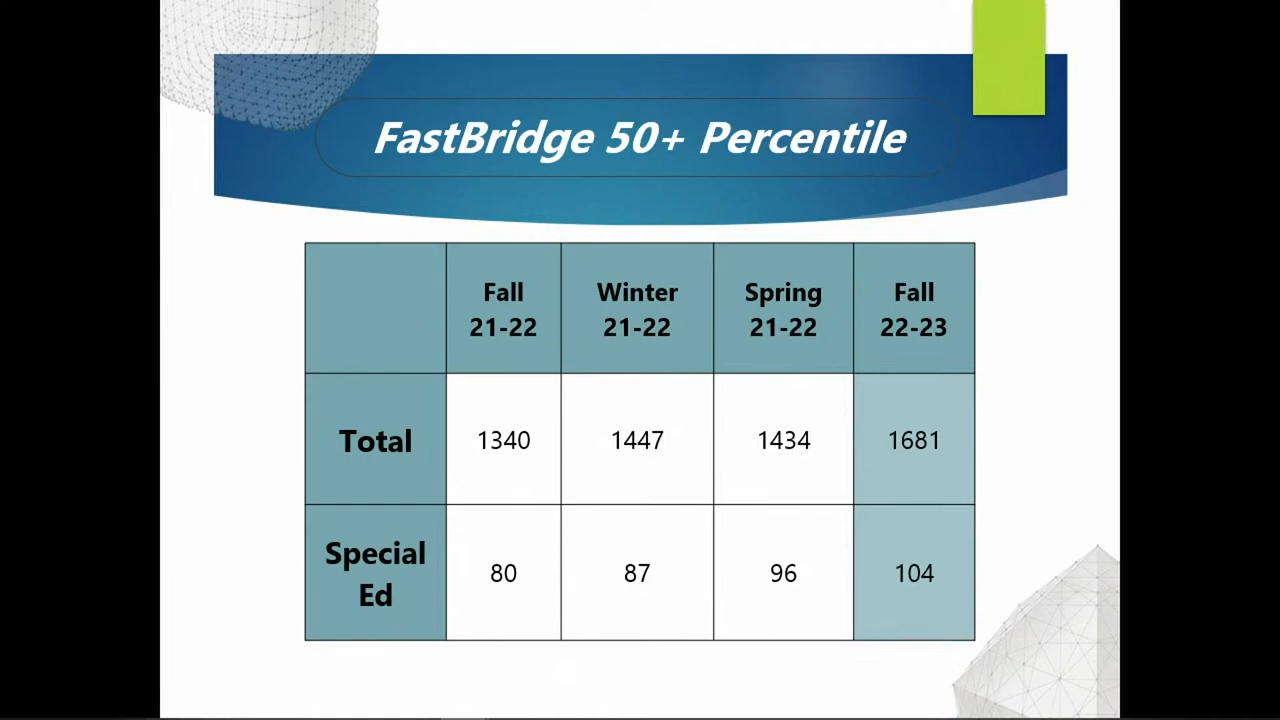 FastBridge 50+ Percentile
Fall Winter Spring Fall
21-22 21-22 21-22 22-23
Total 1340 1447 1434 1681
Special
Ed 80 87 96 104